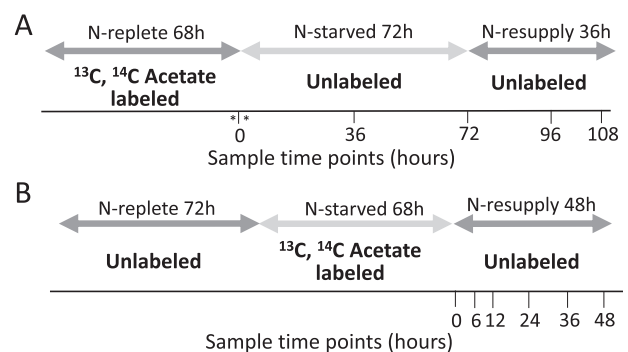 A
N-replete 68h N-starved 72h N-resupply 36h
¹³C, ¹⁴C Acetate
labeled
Unlabeled
Unlabeled
* *
0 36 72 96 108
Sample time points (hours)
B
N-replete 72h N-starved 68h N-resupply 48h
Unlabeled
¹³C, ¹⁴C Acetate
labeled
Unlabeled
0 6 12 24 36 48
Sample time points (hours)